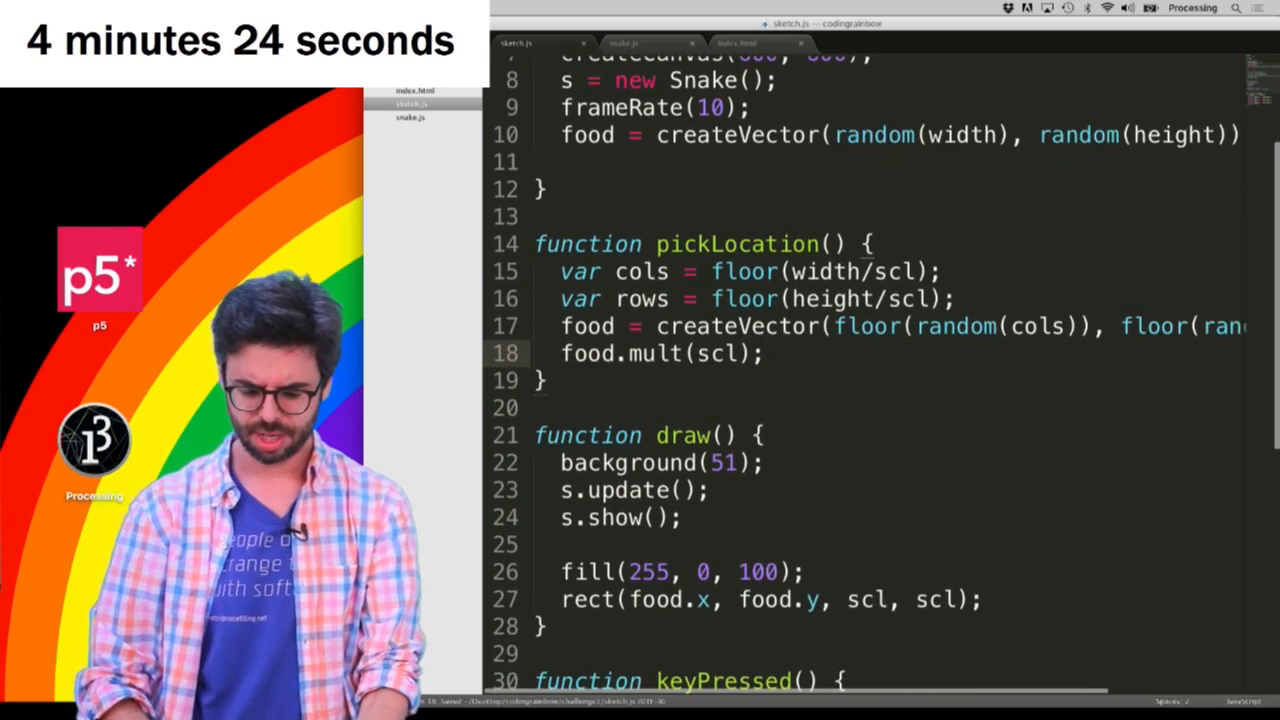 4 minutes 24 seconds
Processing
sketch.js — codingrainbow
sketch.js
snake.js
index.html
index.html
sketch.js
snake.js
8 s = new Snake();
9 frameRate(10);
10 food = createVector(random(width), random(height))
11
12 }
13
14 function pickLocation() {
15 var cols = floor(width/scl);
16 var rows = floor(height/scl);
17 food = createVector(floor(random(cols)), floor(ran
18 food.mult(scl);
19 }
20
21 function draw() {
22 background(51);
23 s.update();
24 s.show();
25
26 fill(255, 0, 100);
27 rect(food.x, food.y, scl, scl);
28 }
29
30 function keyPressed() {
p5*
p5
Processing
with soft
Spaces: 2
JavaScript